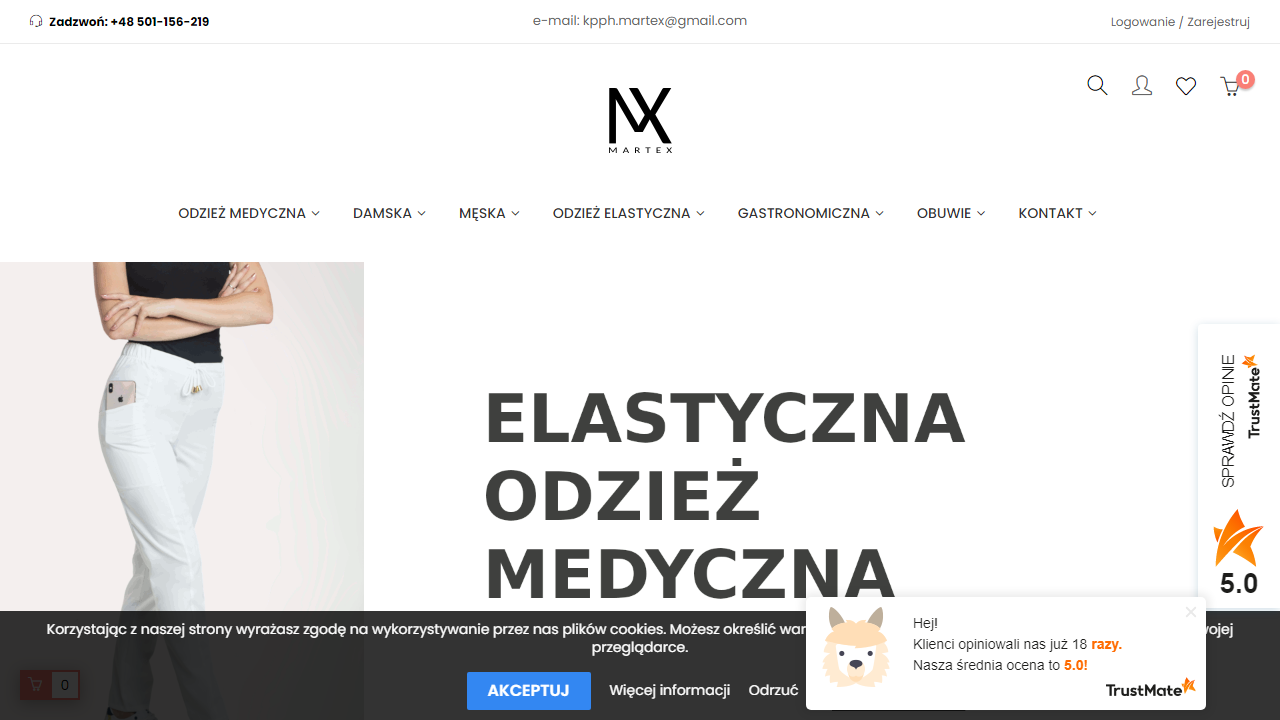 Zadzwoń: +48 501-156-219
e-mail: kpph.martex@gmail.com
Logowanie / Zarejestruj
0
MARTEX
ODZIEŻ MEDYCZNA
DAMSKA
MĘSKA
ODZIEŻ ELASTYCZNA
GASTRONOMICZNA
OBUWIE
KONTAKT
ELASTYCZNA
ODZIEŻ
MEDYCZNA
SPRAWDŹ OPINIE
TrustMate
5.0
Korzystając z naszej strony wyrażasz zgodę na wykorzystywanie przez nas plików cookies. Możesz określić
przeglądarce.
AKCEPTUJ
Więcej informacji
Odrzuć
0
Hej!
Klienci opiniowali nas już 18 razy.
Nasza średnia ocena to 5.0!
TrustMate